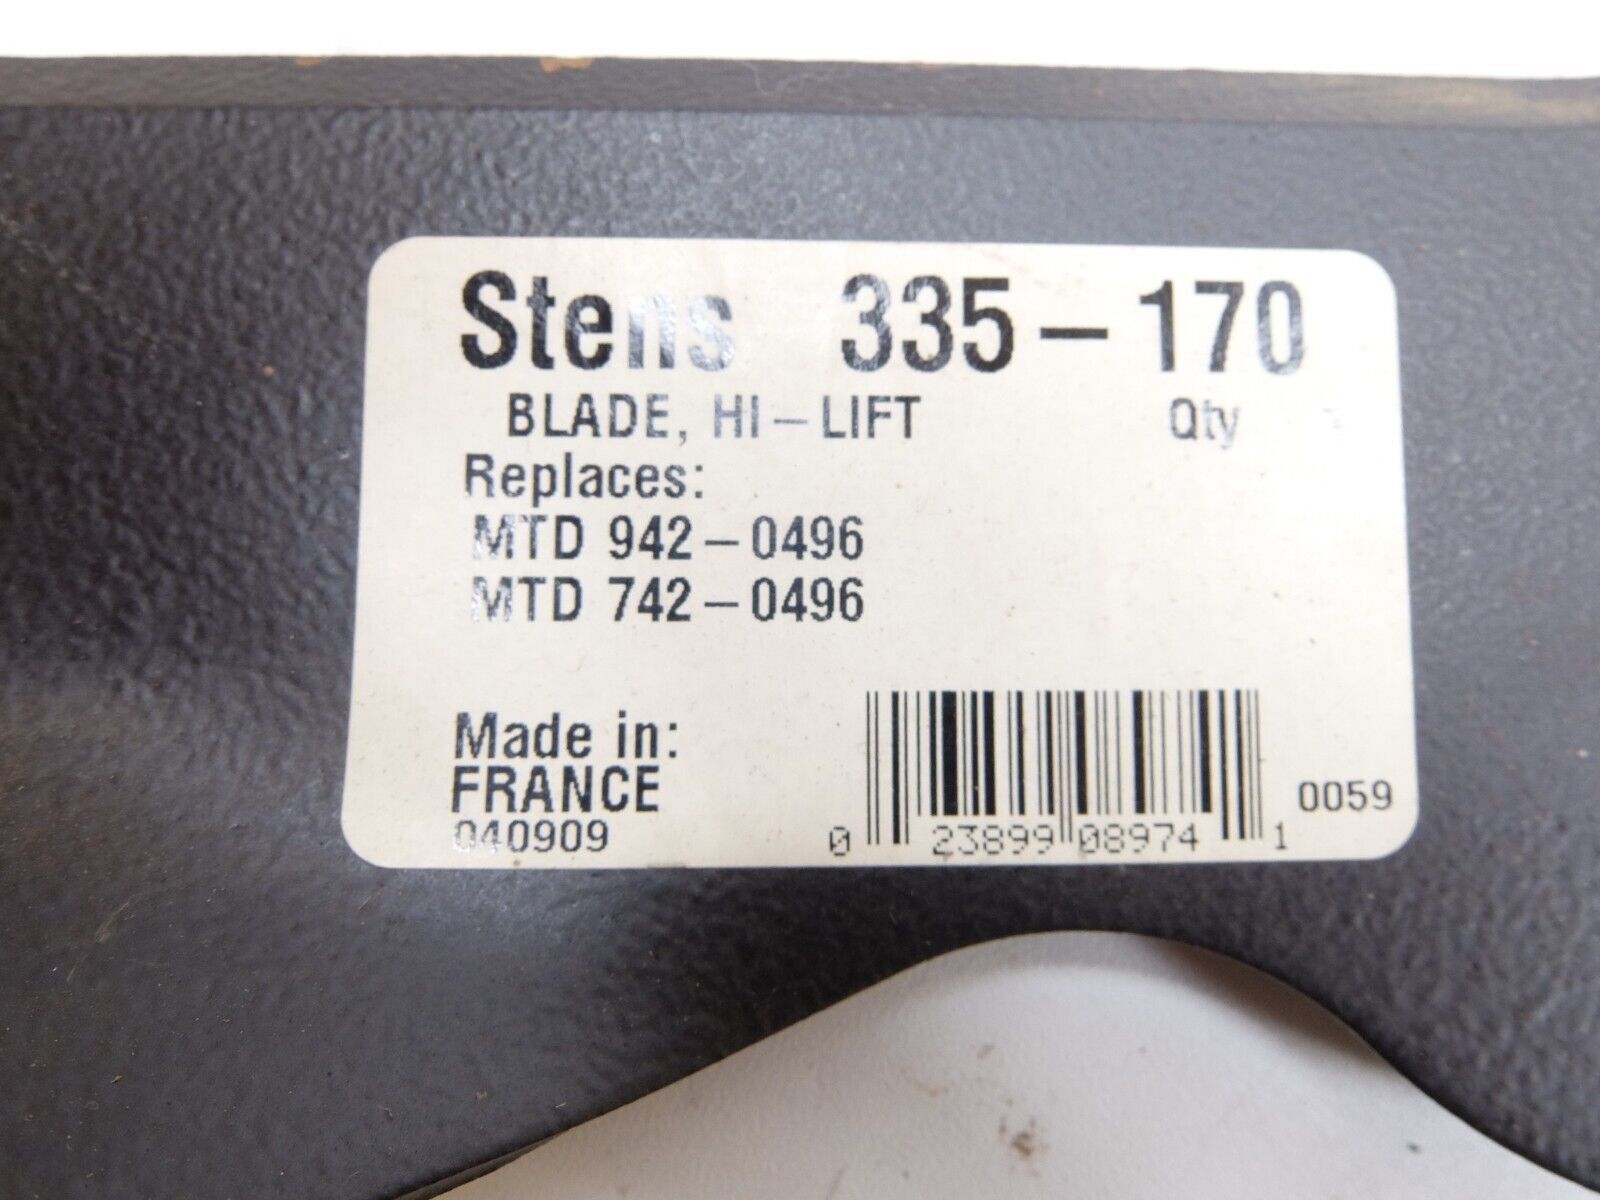 Stens 335-170
BLADE, HI-LIFT Qty
Replaces:
MTD 942-0496
MTD 742-0496
Made in:
FRANCE
040909
0 23899 08974 1
0059